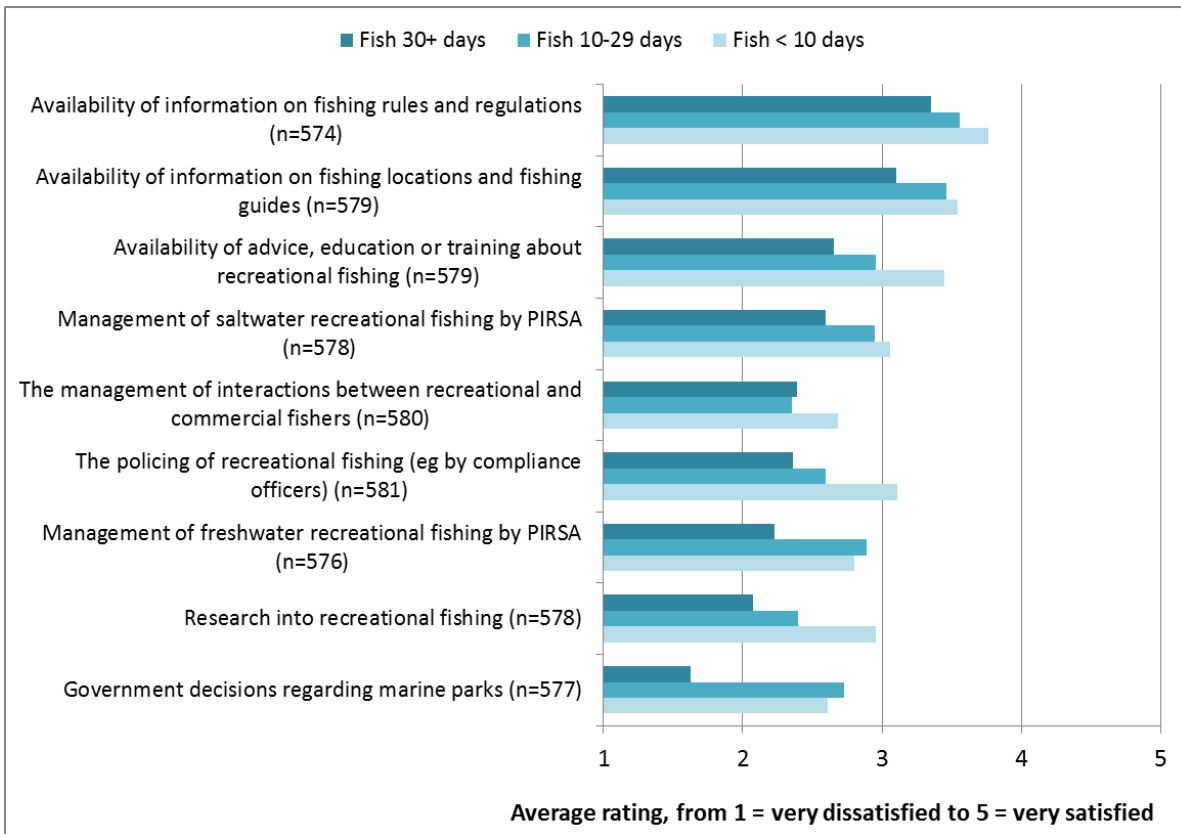 Fish 30+ days Fish 10-29 days Fish < 10 days
Availability of information on fishing rules and regulations
(n=574)
Availability of information on fishing locations and fishing
guides (n=579)
Availability of advice, education or training about
recreational fishing (n=579)
Management of saltwater recreational fishing by PIRSA
(n=578)
The management of interactions between recreational and
commercial fishers (n=580)
The policing of recreational fishing (eg by compliance
officers) (n=581)
Management of freshwater recreational fishing by PIRSA
(n=576)
Research into recreational fishing (n=578)
Government decisions regarding marine parks (n=577)
1 2 3 4 5
Average rating, from 1 = very dissatisfied to 5 = very satisfied